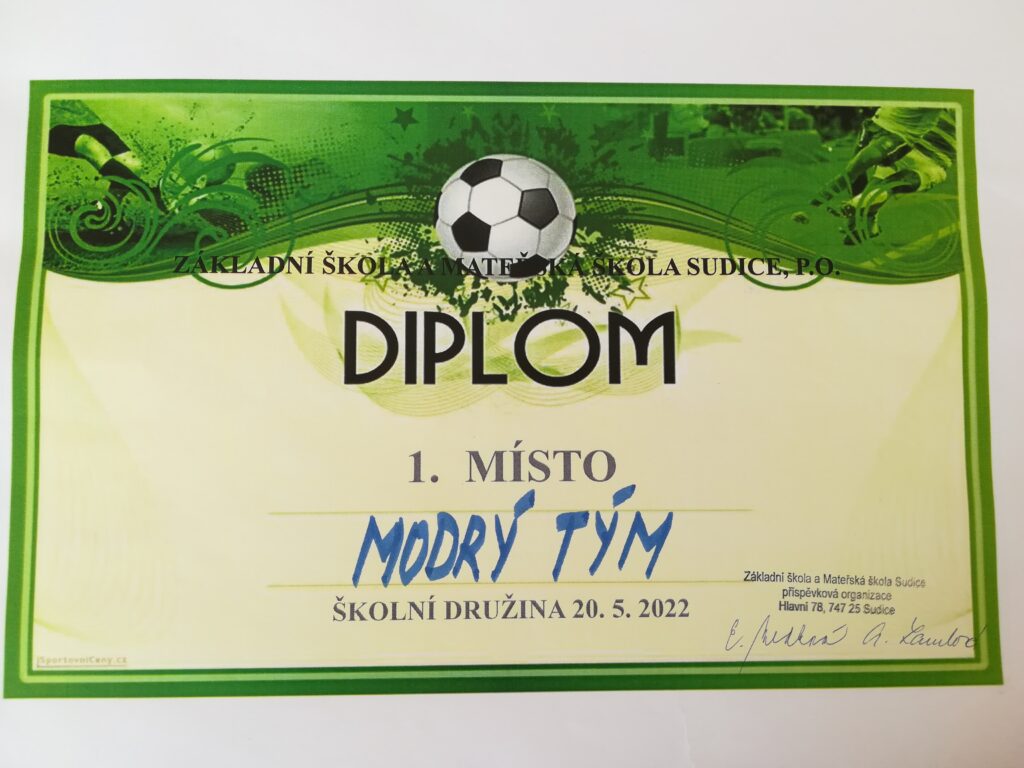 ZÁKLADNÍ ŠKOLA A MATEŘSKÁ ŠKOLA SUDICE, P.O.
DIPLOM
1. MÍSTO
MODRÝ TÝM
ŠKOLNÍ DRUŽINA 20. 5. 2022
Základní škola a Mateřská škola Sudice
příspěvková organizace
Hlavní 78, 747 25 Sudice
SportovniCeny.cz